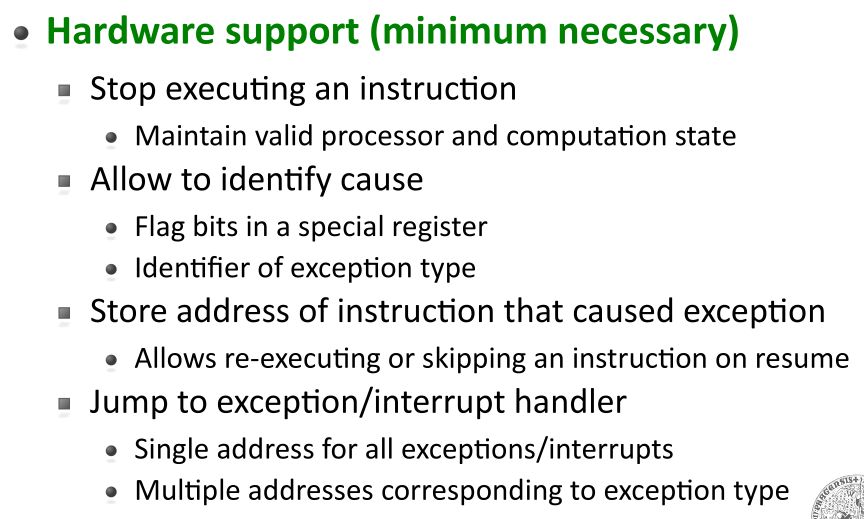 Hardware support (minimum necessary)
Stop executing an instruction
Maintain valid processor and computation state
Allow to identify cause
Flag bits in a special register
Identifier of exception type
Store address of instruction that caused exception
Allows re-executing or skipping an instruction on resume
Jump to exception/interrupt handler
Single address for all exceptions/interrupts
Multiple addresses corresponding to exception type